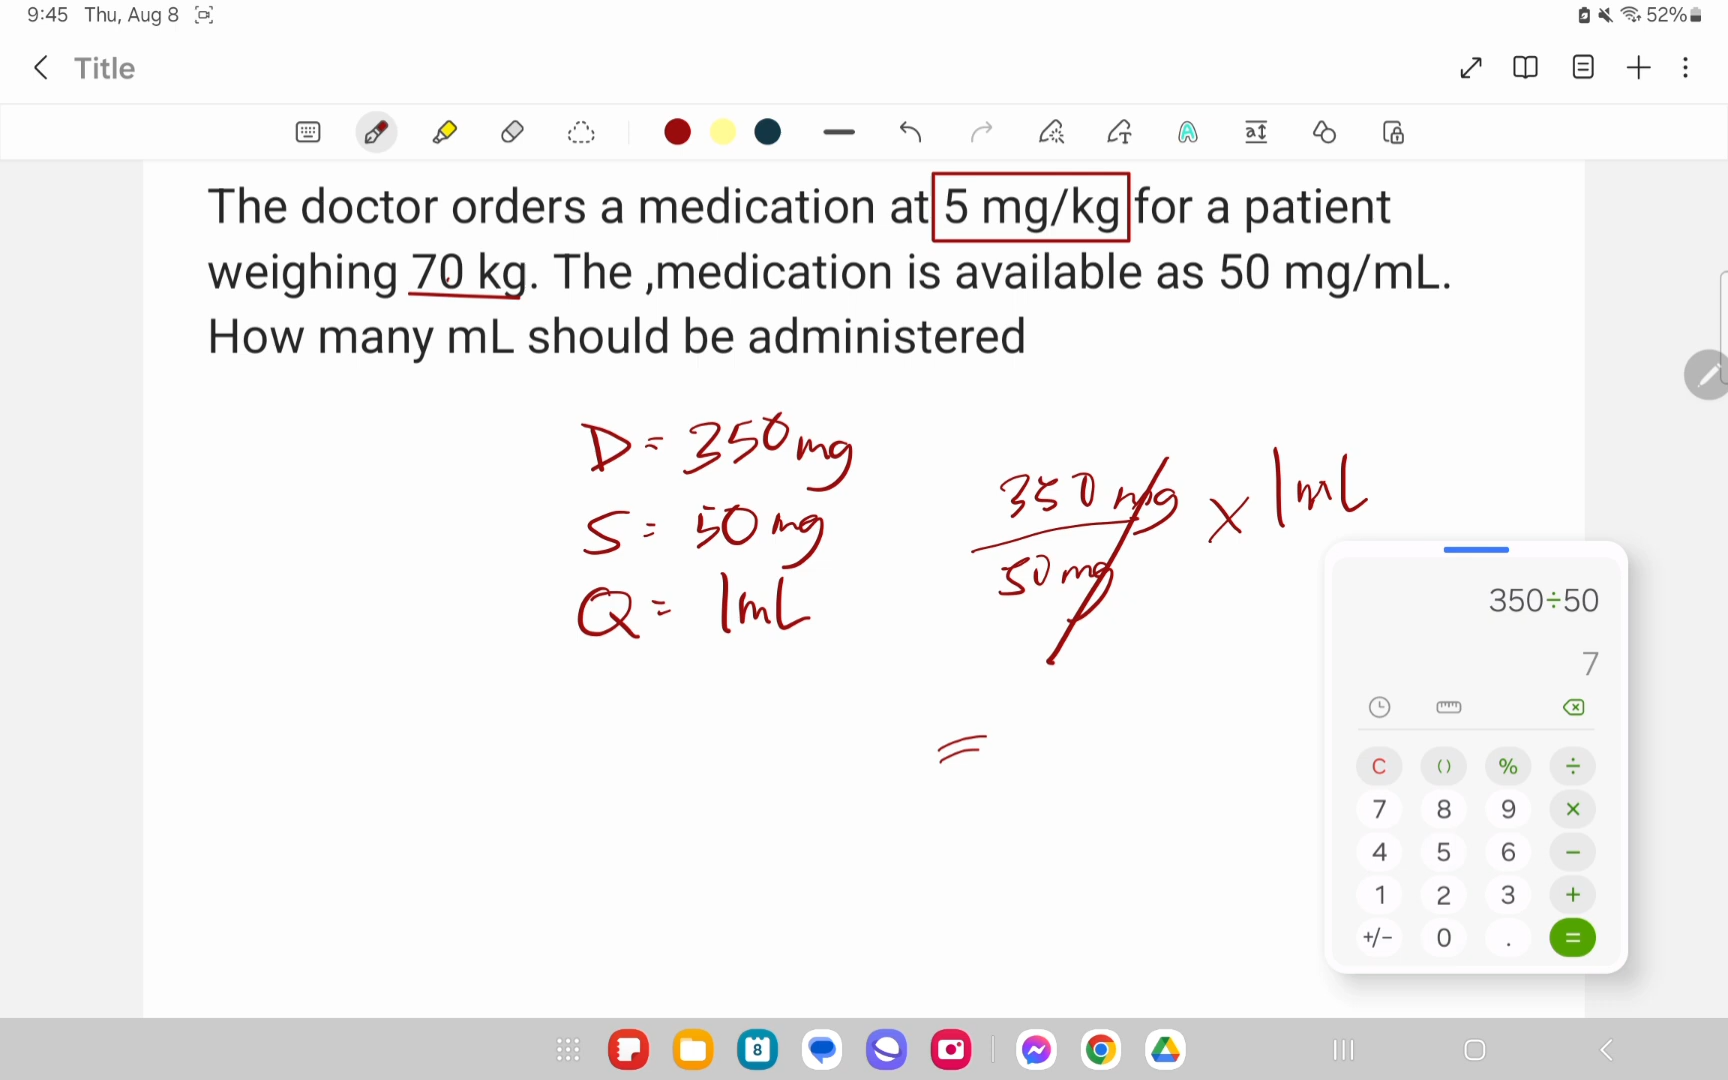 9:45 Thu, Aug 8 52%
Title
The doctor orders a medication at 5 mg/kg for a patient
weighing 70 kg. The ,medication is available as 50 mg/mL.
How many mL should be administered
D = 350 mg
S = 50 mg
Q = 1 mL
350 mg × 1 mL
50 mg
=
350÷50
7
C () % ÷
7 8 9 ×
4 5 6 −
1 2 3 +
+/− 0 . =
8